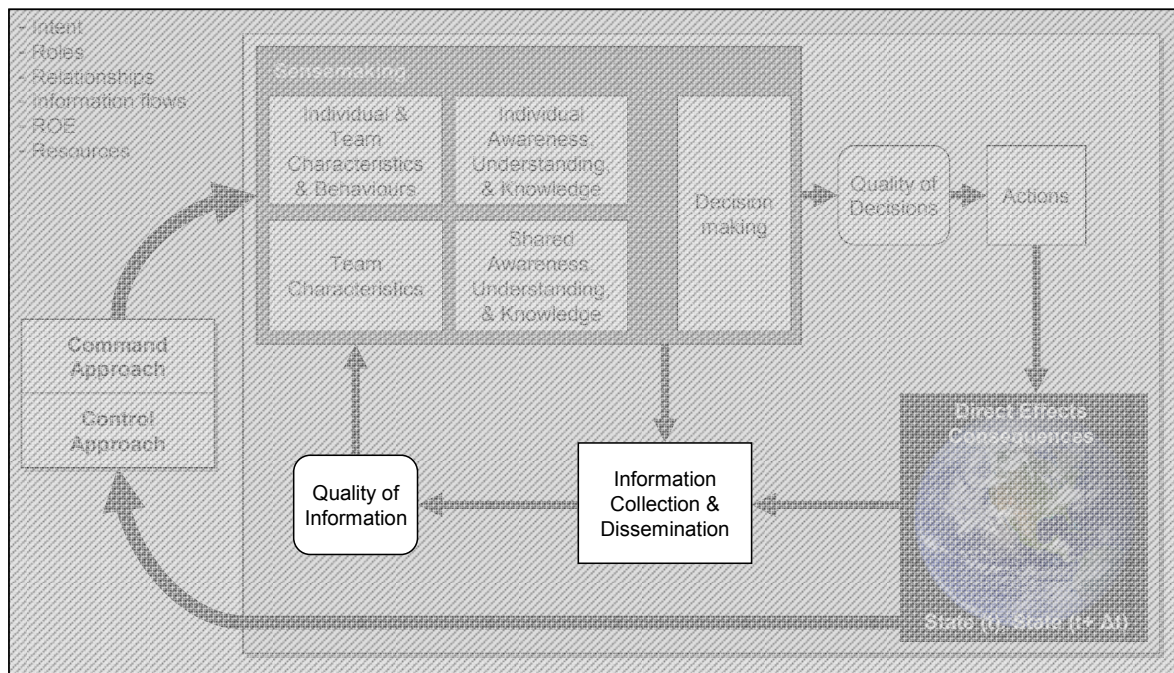 - Intent
- Roles
- Relationships
- Information flows
- ROE
- Resources
Sensemaking
Individual &
Team
Characteristics
& Behaviours
Individual
Awareness,
Understanding,
& Knowledge
Team
Characteristics
Shared
Awareness,
Understanding,
& Knowledge
Decision
making
Quality of
Decisions
Actions
Command
Approach
Control
Approach
Quality of
Information
Information
Collection &
Dissemination
Direct Effects
Consequences
State (t), State (t+ Δt)